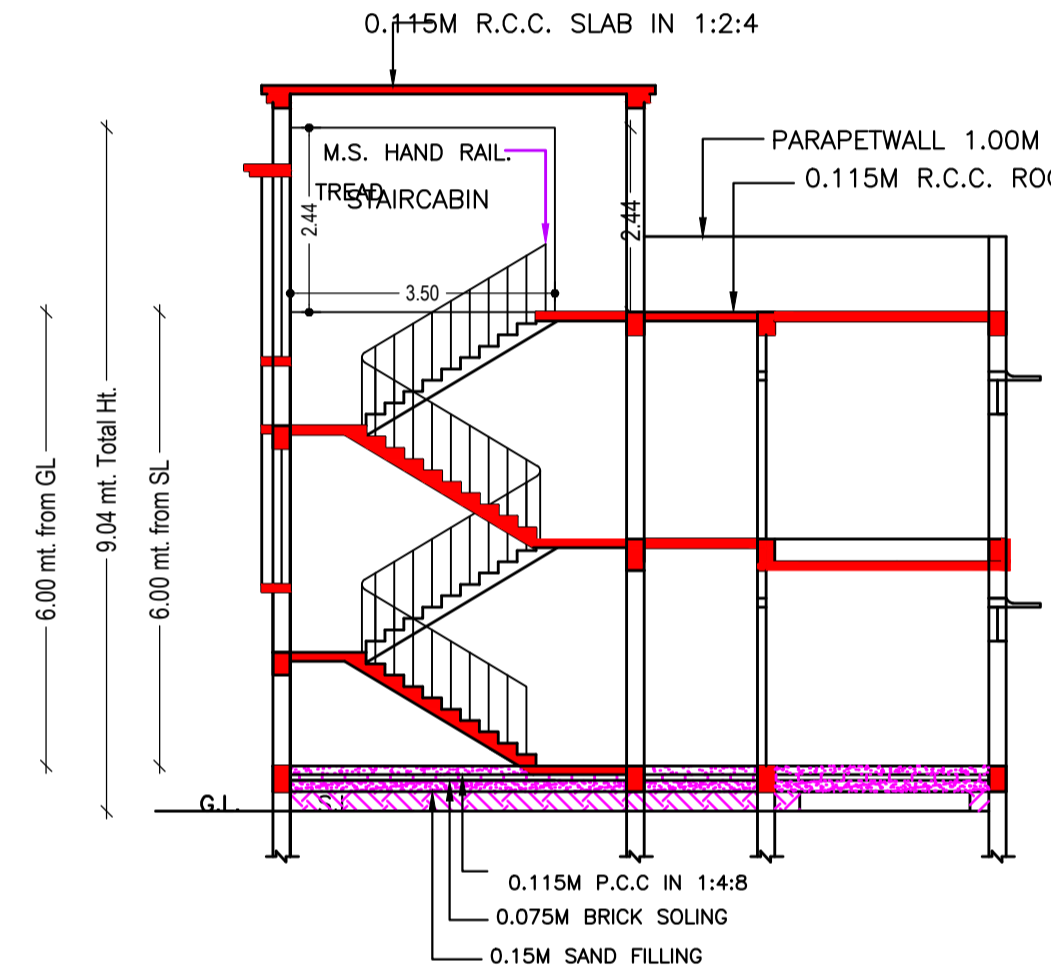 0.115M R.C.C. SLAB IN 1:2:4
PARAPETWALL 1.00M
0.115M R.C.C. ROO
M.S. HAND RAIL.
TREAD
STAIRCABIN
2.44
2.44
3.50
6.00 mt. from GL
9.04 mt. Total Ht.
6.00 mt. from SL
G.L.
0.115M P.C.C IN 1:4:8
0.075M BRICK SOLING
0.15M SAND FILLING